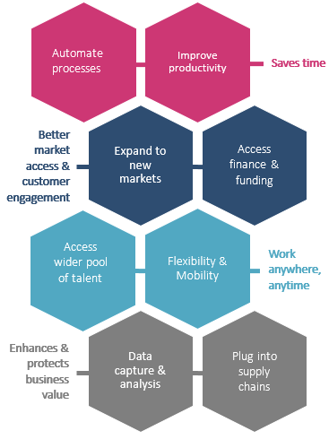 Automate
processes
Improve
productivity
Saves time
Better
market
access &
customer
engagement
Expand to
new
markets
Access
finance &
funding
Access
wider pool
of talent
Flexibility &
Mobility
Work
anywhere,
anytime
Enhances &
protects
business
value
Data
capture &
analysis
Plug into
supply
chains